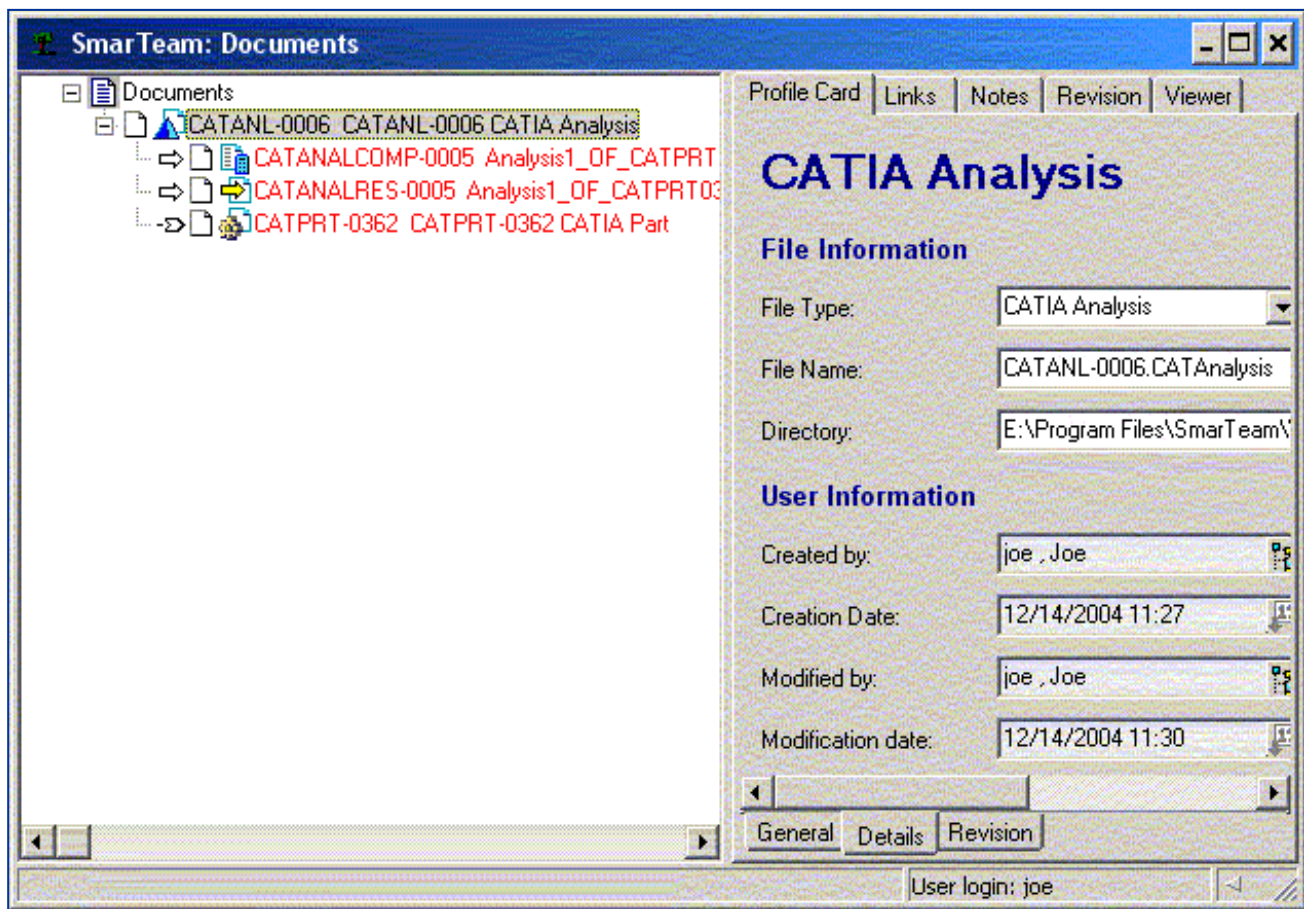 SmarTeam: Documents
Documents
CATANL-0006 CATANL-0006 CATIA Analysis
CATANALCOMP-0005 Analysis1_OF_CATPRT
CATANALRES-0005 Analysis1_OF_CATPRT03
CATPRT-0362 CATPRT-0362 CATIA Part
Profile Card Links Notes Revision Viewer
CATIA Analysis
File Information
File Type: CATIA Analysis
File Name: CATANL-0006.CATAnalysis
Directory: E:\Program Files\SmarTeam\
User Information
Created by: joe , Joe
Creation Date: 12/14/2004 11:27
Modified by: joe , Joe
Modification date: 12/14/2004 11:30
General Details Revision
User login: joe